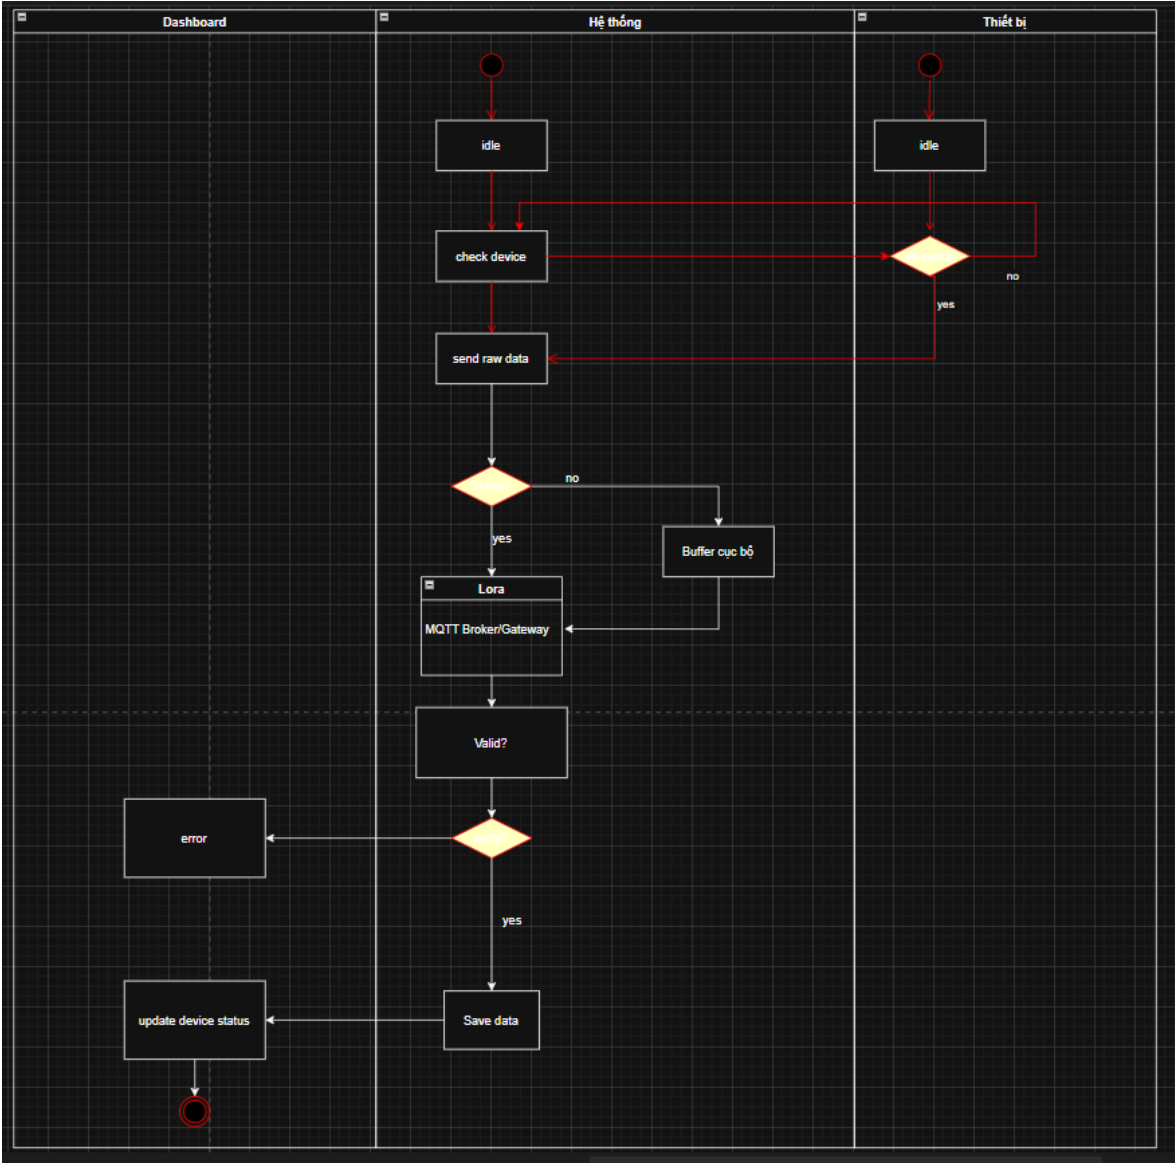 Dashboard
Hệ thống
Thiết bị
idle
idle
check device
no
yes
send raw data
no
yes
Buffer cục bộ
Lora
MQTT Broker/Gateway
Valid?
error
yes
update device status
Save data